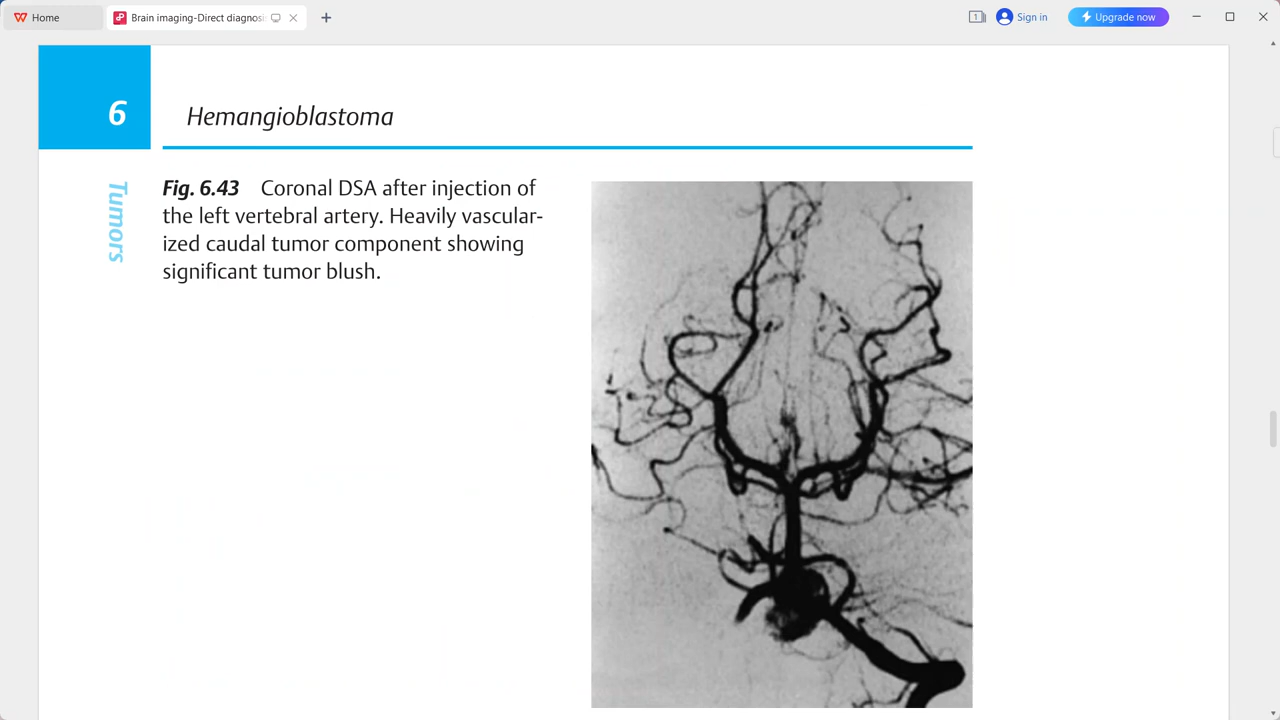 Home
Brain imaging-Direct diagnosi
1
Sign in
Upgrade now
6
Hemangioblastoma
Tumors
Fig. 6.43 Coronal DSA after injection of
the left vertebral artery. Heavily vascular-
ized caudal tumor component showing
significant tumor blush.